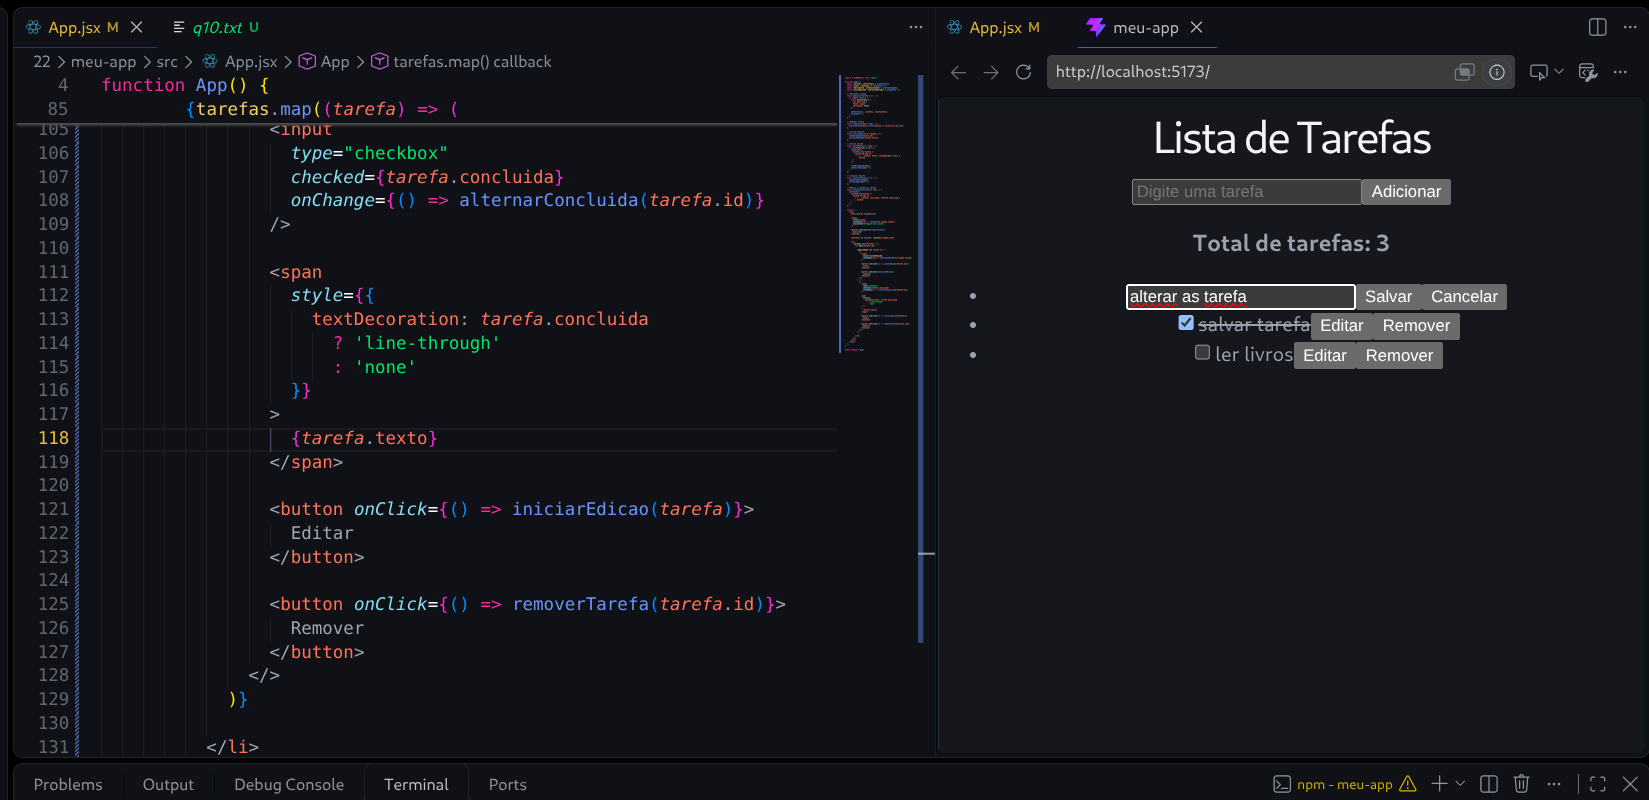 App.jsx M
q10.txt U
App.jsx M
meu-app
22 > meu-app > src > App.jsx > App > tarefas.map() callback
http://localhost:5173/
4 function App() {
85 {tarefas.map((tarefa) => (
105 <input
106 type="checkbox"
107 checked={tarefa.concluida}
108 onChange={() => alternarConcluida(tarefa.id)}
109 />
110
111 <span
112 style={{
113 textDecoration: tarefa.concluida
114 ? 'line-through'
115 : 'none'
116 }}
117 >
118 {tarefa.texto}
119 </span>
120
121 <button onClick={() => iniciarEdicao(tarefa)}>
122 Editar
123 </button>
124
125 <button onClick={() => removerTarefa(tarefa.id)}>
126 Remover
127 </button>
128 </>
129 )}
130
131 </li>
Lista de Tarefas
Digite uma tarefa Adicionar
Total de tarefas: 3
alterar as tarefa Salvar Cancelar
salvar tarefa Editar Remover
ler livros Editar Remover
Problems Output Debug Console Terminal Ports
npm - meu-app